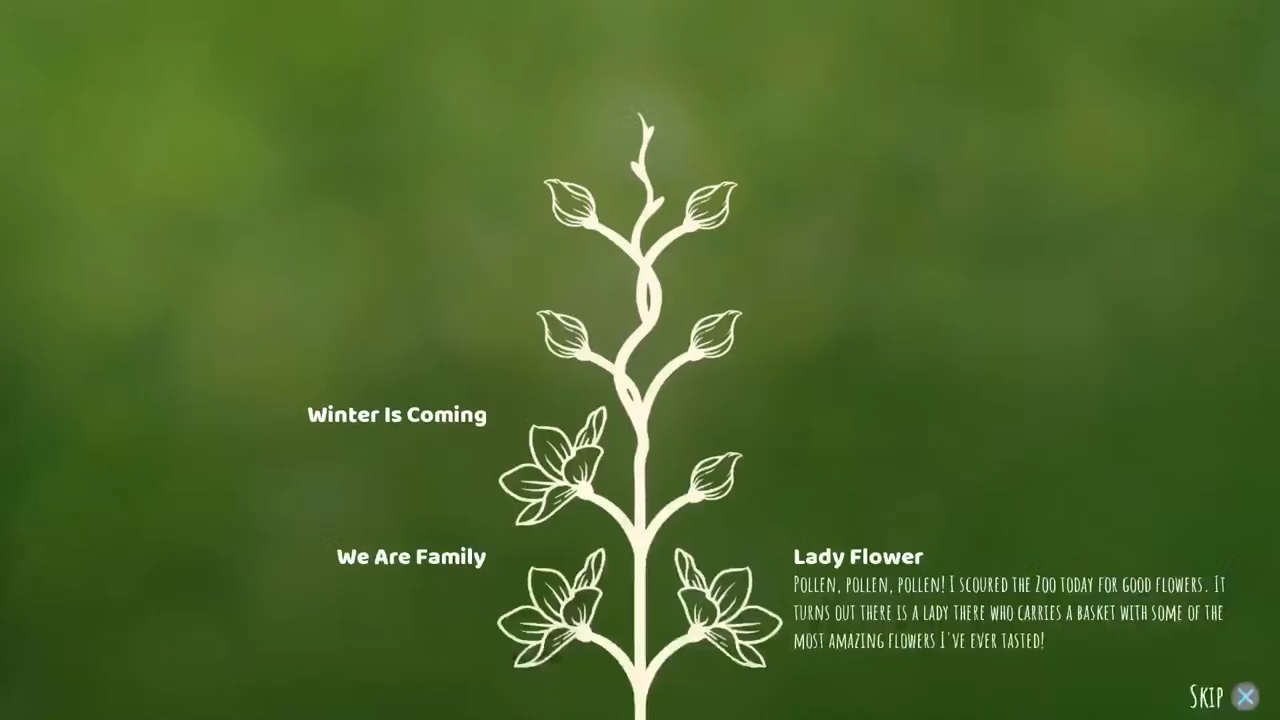 Winter Is Coming
We Are Family
Lady Flower
Pollen, pollen, pollen! I scoured the Zoo today for good flowers. It
turns out there is a lady there who carries a basket with some of the
most amazing flowers I've ever tasted!
Skip